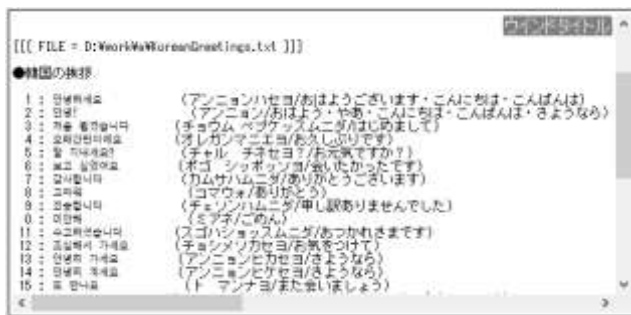 ウインドタイトル
[[[ FILE = D:¥work¥a¥KoreanGreetings.txt ]]]
●韓国の挨拶
1 : 안녕하세요 (アンニョンハセヨ/おはようございます・こんにちは・こんばんは)
2 : 안녕! (アンニョン/おはよう・やあ・こんにちは・こんばんは・さようなら)
3 : 처음 뵙겠습니다 (チョウム ペプケッスムニダ/はじめまして)
4 : 오래간만이에요 (オレガンマニエヨ/お久しぶりです)
5 : 잘 지내세요? (チャル チネセヨ?/お元気ですか?)
6 : 보고 싶었어요 (ポゴ シッポッソヨ/会いたかったです)
7 : 감사합니다 (カムサハムニダ/ありがとうございます)
8 : 고마워 (コマウォ/ありがとう)
9 : 죄송합니다 (チェソンハムニダ/申し訳ありませんでした)
0 : 미안해 (ミアネ/ごめん)
11 : 수고하셨습니다 (スゴハショッスムニダ/おつかれさまです)
12 : 조심해서 가세요 (チョシメソカセヨ/お気をつけて)
13 : 안녕히 가세요 (アンニョンヒカセヨ/さようなら)
14 : 안녕히 계세요 (アンニョンヒケセヨ/さようなら)
15 : 또 만나요 (ト マンナヨ/また会いましょう)